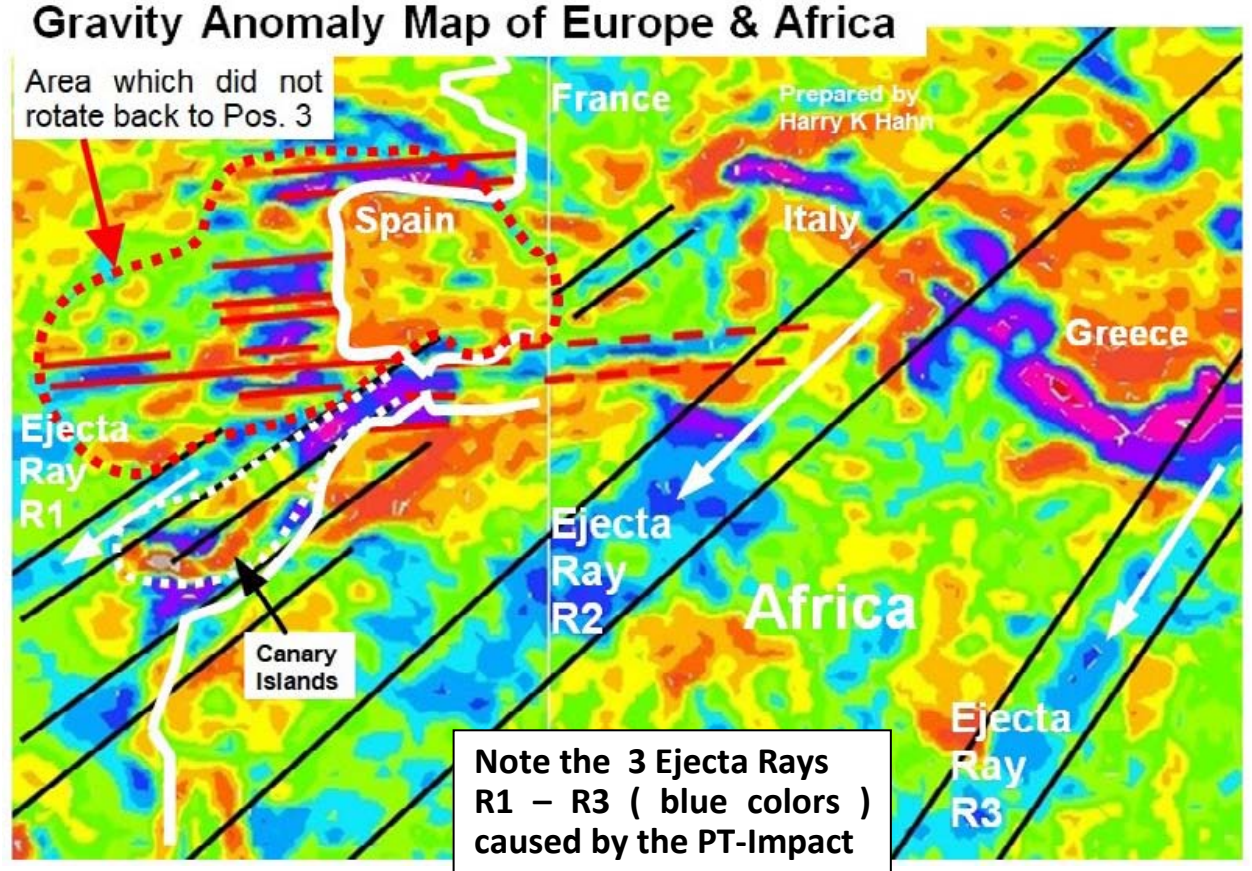 Gravity Anomaly Map of Europe & Africa
Area which did not
rotate back to Pos. 3
France
Prepared by
Harry K Hahn
Spain
Italy
Greece
Ejecta
Ray
R1
Ejecta
Ray
R2
Africa
Canary
Islands
Ejecta
Ray
R3
Note the 3 Ejecta Rays
R1 – R3 ( blue colors )
caused by the PT-Impact